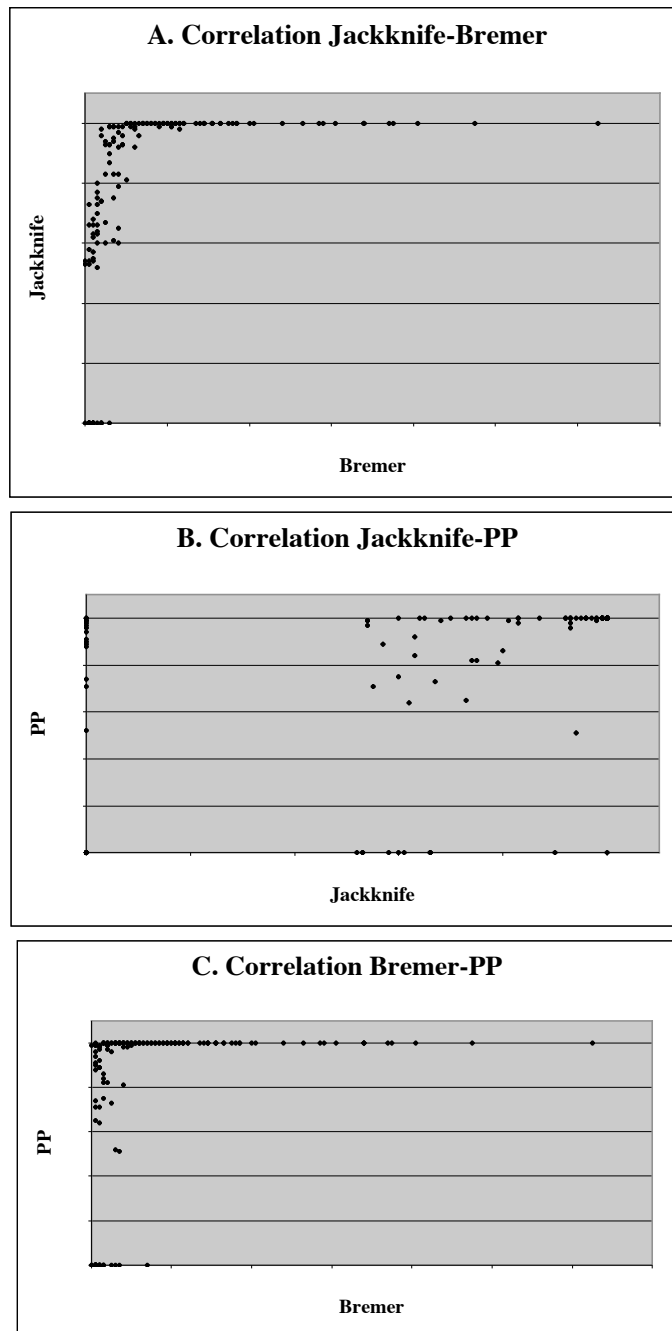 A. Correlation Jackknife-Bremer
Jackknife
Bremer
B. Correlation Jackknife-PP
PP
Jackknife
C. Correlation Bremer-PP
PP
Bremer